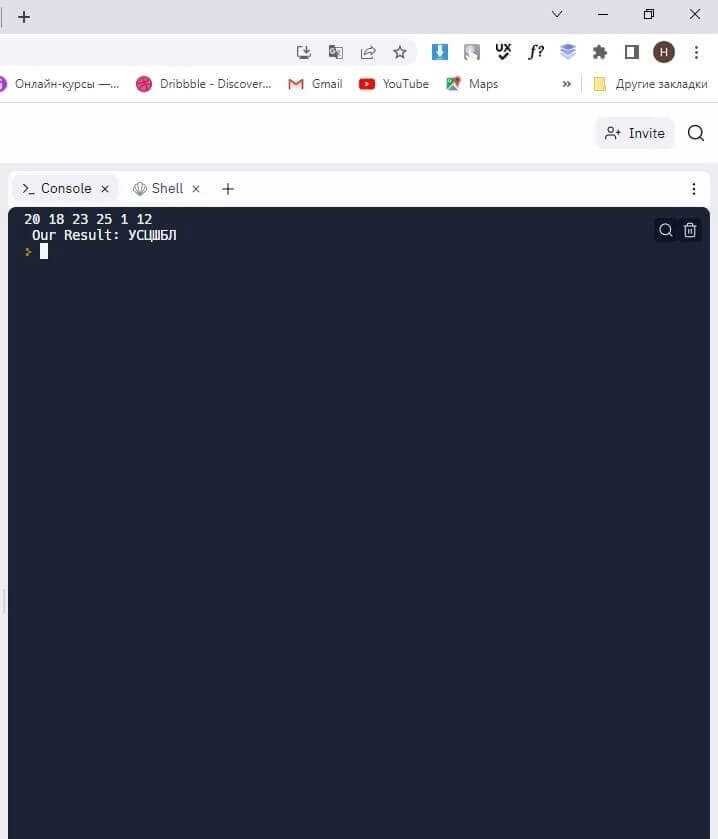 Онлайн-курсы —...
Dribbble - Discover...
Gmail
YouTube
Maps
»
Другие закладки
Invite
Console
Shell
20 18 23 25 1 12
Our Result: УСЦШБЛ
UX
f?
H